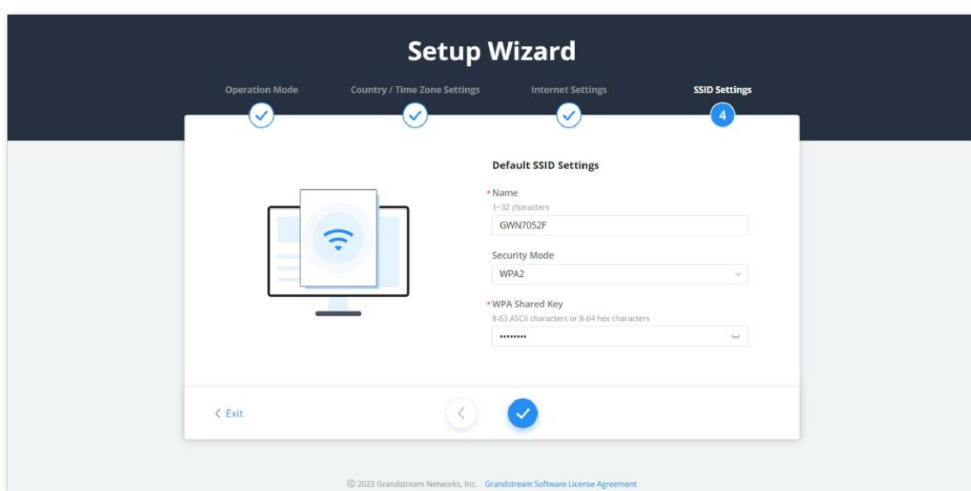 Setup Wizard
Operation Mode
Country / Time Zone Settings
Internet Settings
SSID Settings
4
Default SSID Settings
* Name
1~32 characters
GWN7052F
Security Mode
WPA2
* WPA Shared Key
8-63 ASCII characters or 8-64 hex characters
••••••••
< Exit
© 2023 Grandstream Networks, Inc. Grandstream Software License Agreement